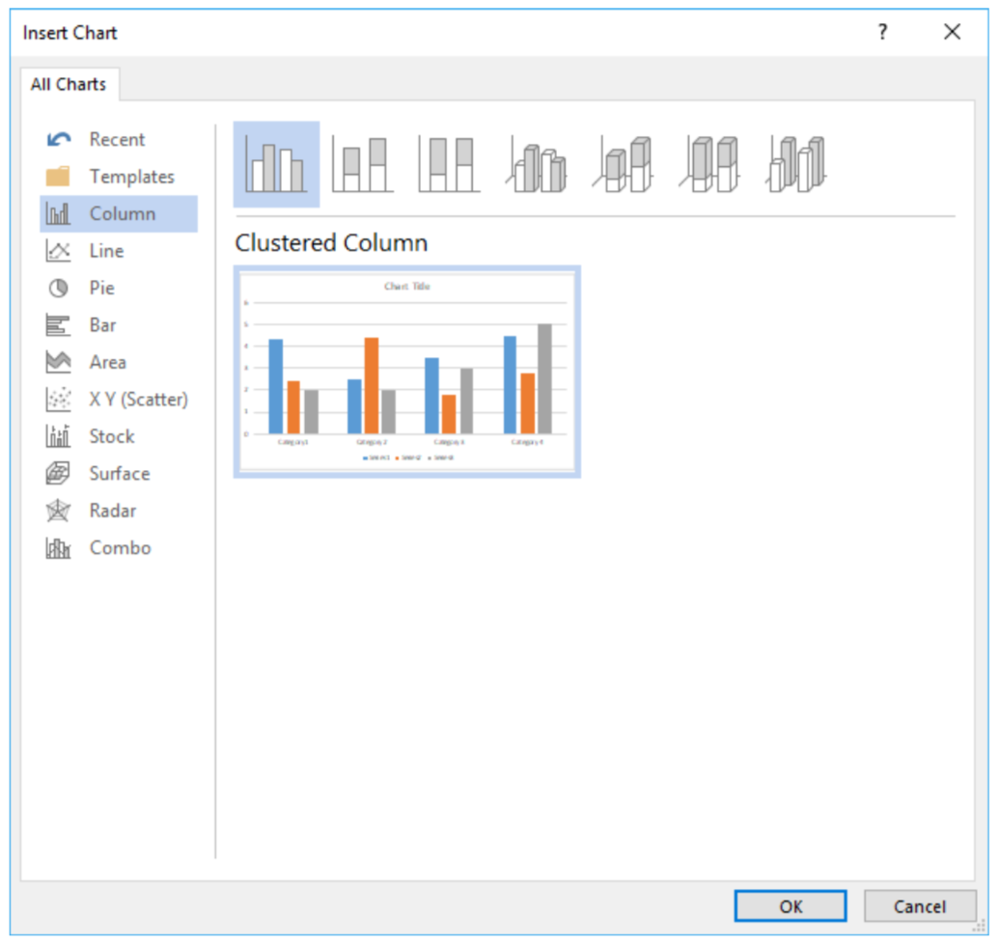 Insert Chart
?
All Charts
Recent
Templates
Column
Line
Pie
Bar
Area
X Y (Scatter)
Stock
Surface
Radar
Combo
Clustered Column
Chart Title
6
5
4
3
2
1
0
Category 1 Category 2 Category 3 Category 4
Series1 Series2 Series3
OK Cancel